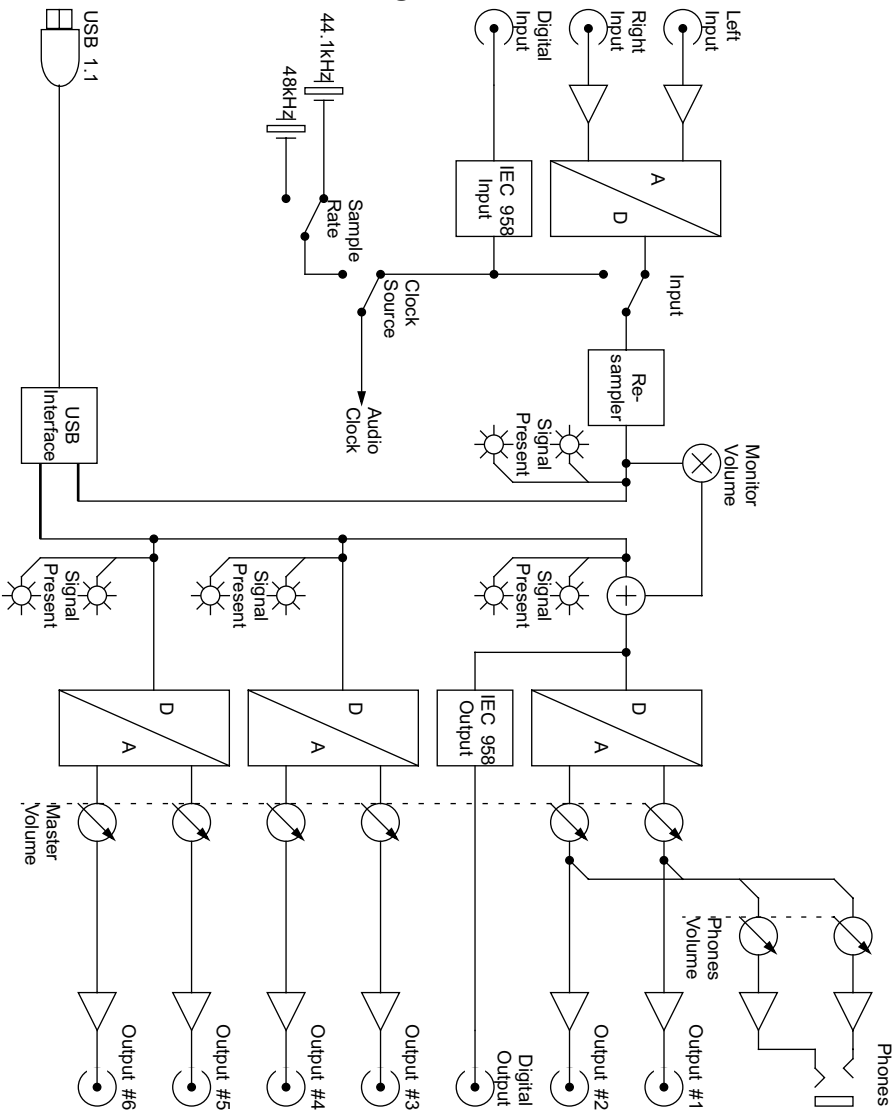 Left
Input
Right
Input
Digital
Input
44.1kHz
48kHz
USB 1.1
A
D
IEC 958
Input
Sample
Rate
Clock
Source
Input
Audio
Clock
Re-
sampler
USB
Interface
Signal
Present
Monitor
Volume
Signal
Present
Signal
Present
Signal
Present
D
A
IEC 958
Output
D
A
D
A
Master
Volume
Phones
Volume
Phones
Output #1
Output #2
Digital
Output
Output #3
Output #4
Output #5
Output #6